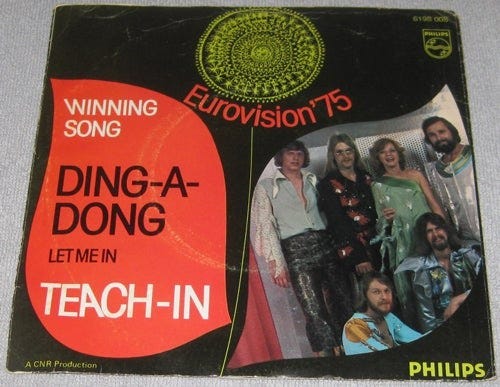 6198 008
PHILIPS
Eurovision'75
WINNING
SONG
DING-A-
DONG
LET ME IN
TEACH-IN
A CNR Production
PHILIPS